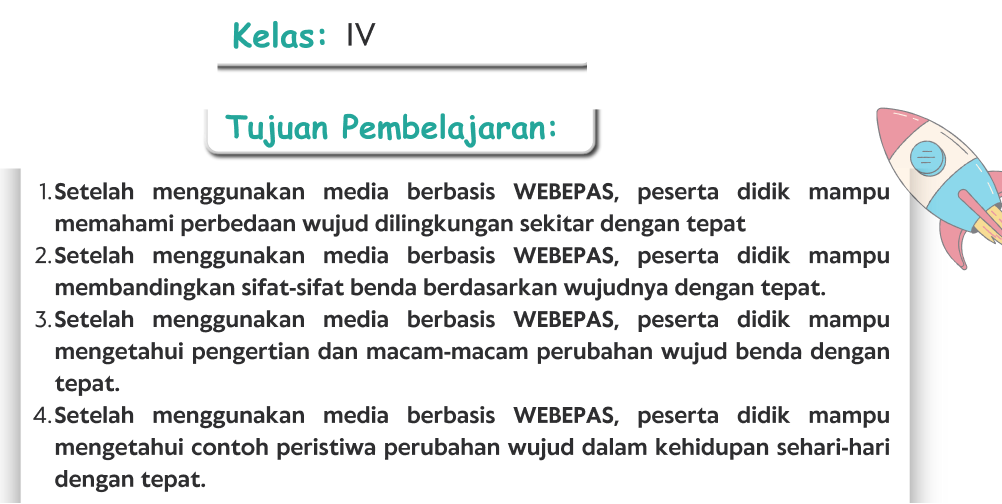 Kelas: IV
Tujuan Pembelajaran:
1.Setelah menggunakan media berbasis WEBEPAS, peserta didik mampu
memahami perbedaan wujud dilingkungan sekitar dengan tepat
2.Setelah menggunakan media berbasis WEBEPAS, peserta didik mampu
membandingkan sifat-sifat benda berdasarkan wujudnya dengan tepat.
3.Setelah menggunakan media berbasis WEBEPAS, peserta didik mampu
mengetahui pengertian dan macam-macam perubahan wujud benda dengan
tepat.
4.Setelah menggunakan media berbasis WEBEPAS, peserta didik mampu
mengetahui contoh peristiwa perubahan wujud dalam kehidupan sehari-hari
dengan tepat.